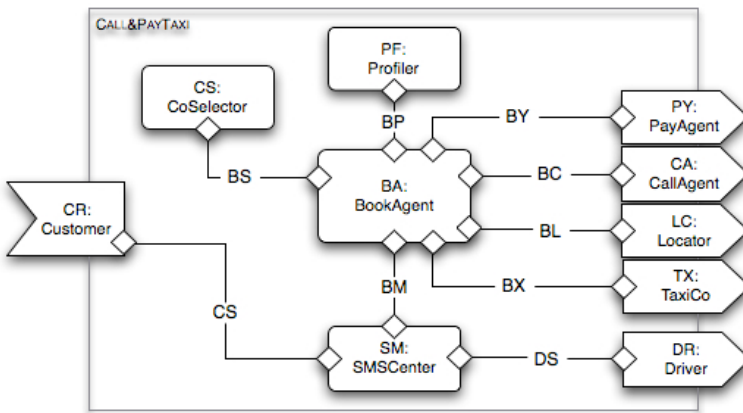 CALL&PAYTAXI
PF:
Profiler
CS:
CoSelector
BP
BY
PY:
PayAgent
BS
BA:
BookAgent
BC
CA:
CallAgent
CR:
Customer
BL
LC:
Locator
BM
BX
TX:
TaxiCo
CS
SM:
SMSCenter
DS
DR:
Driver